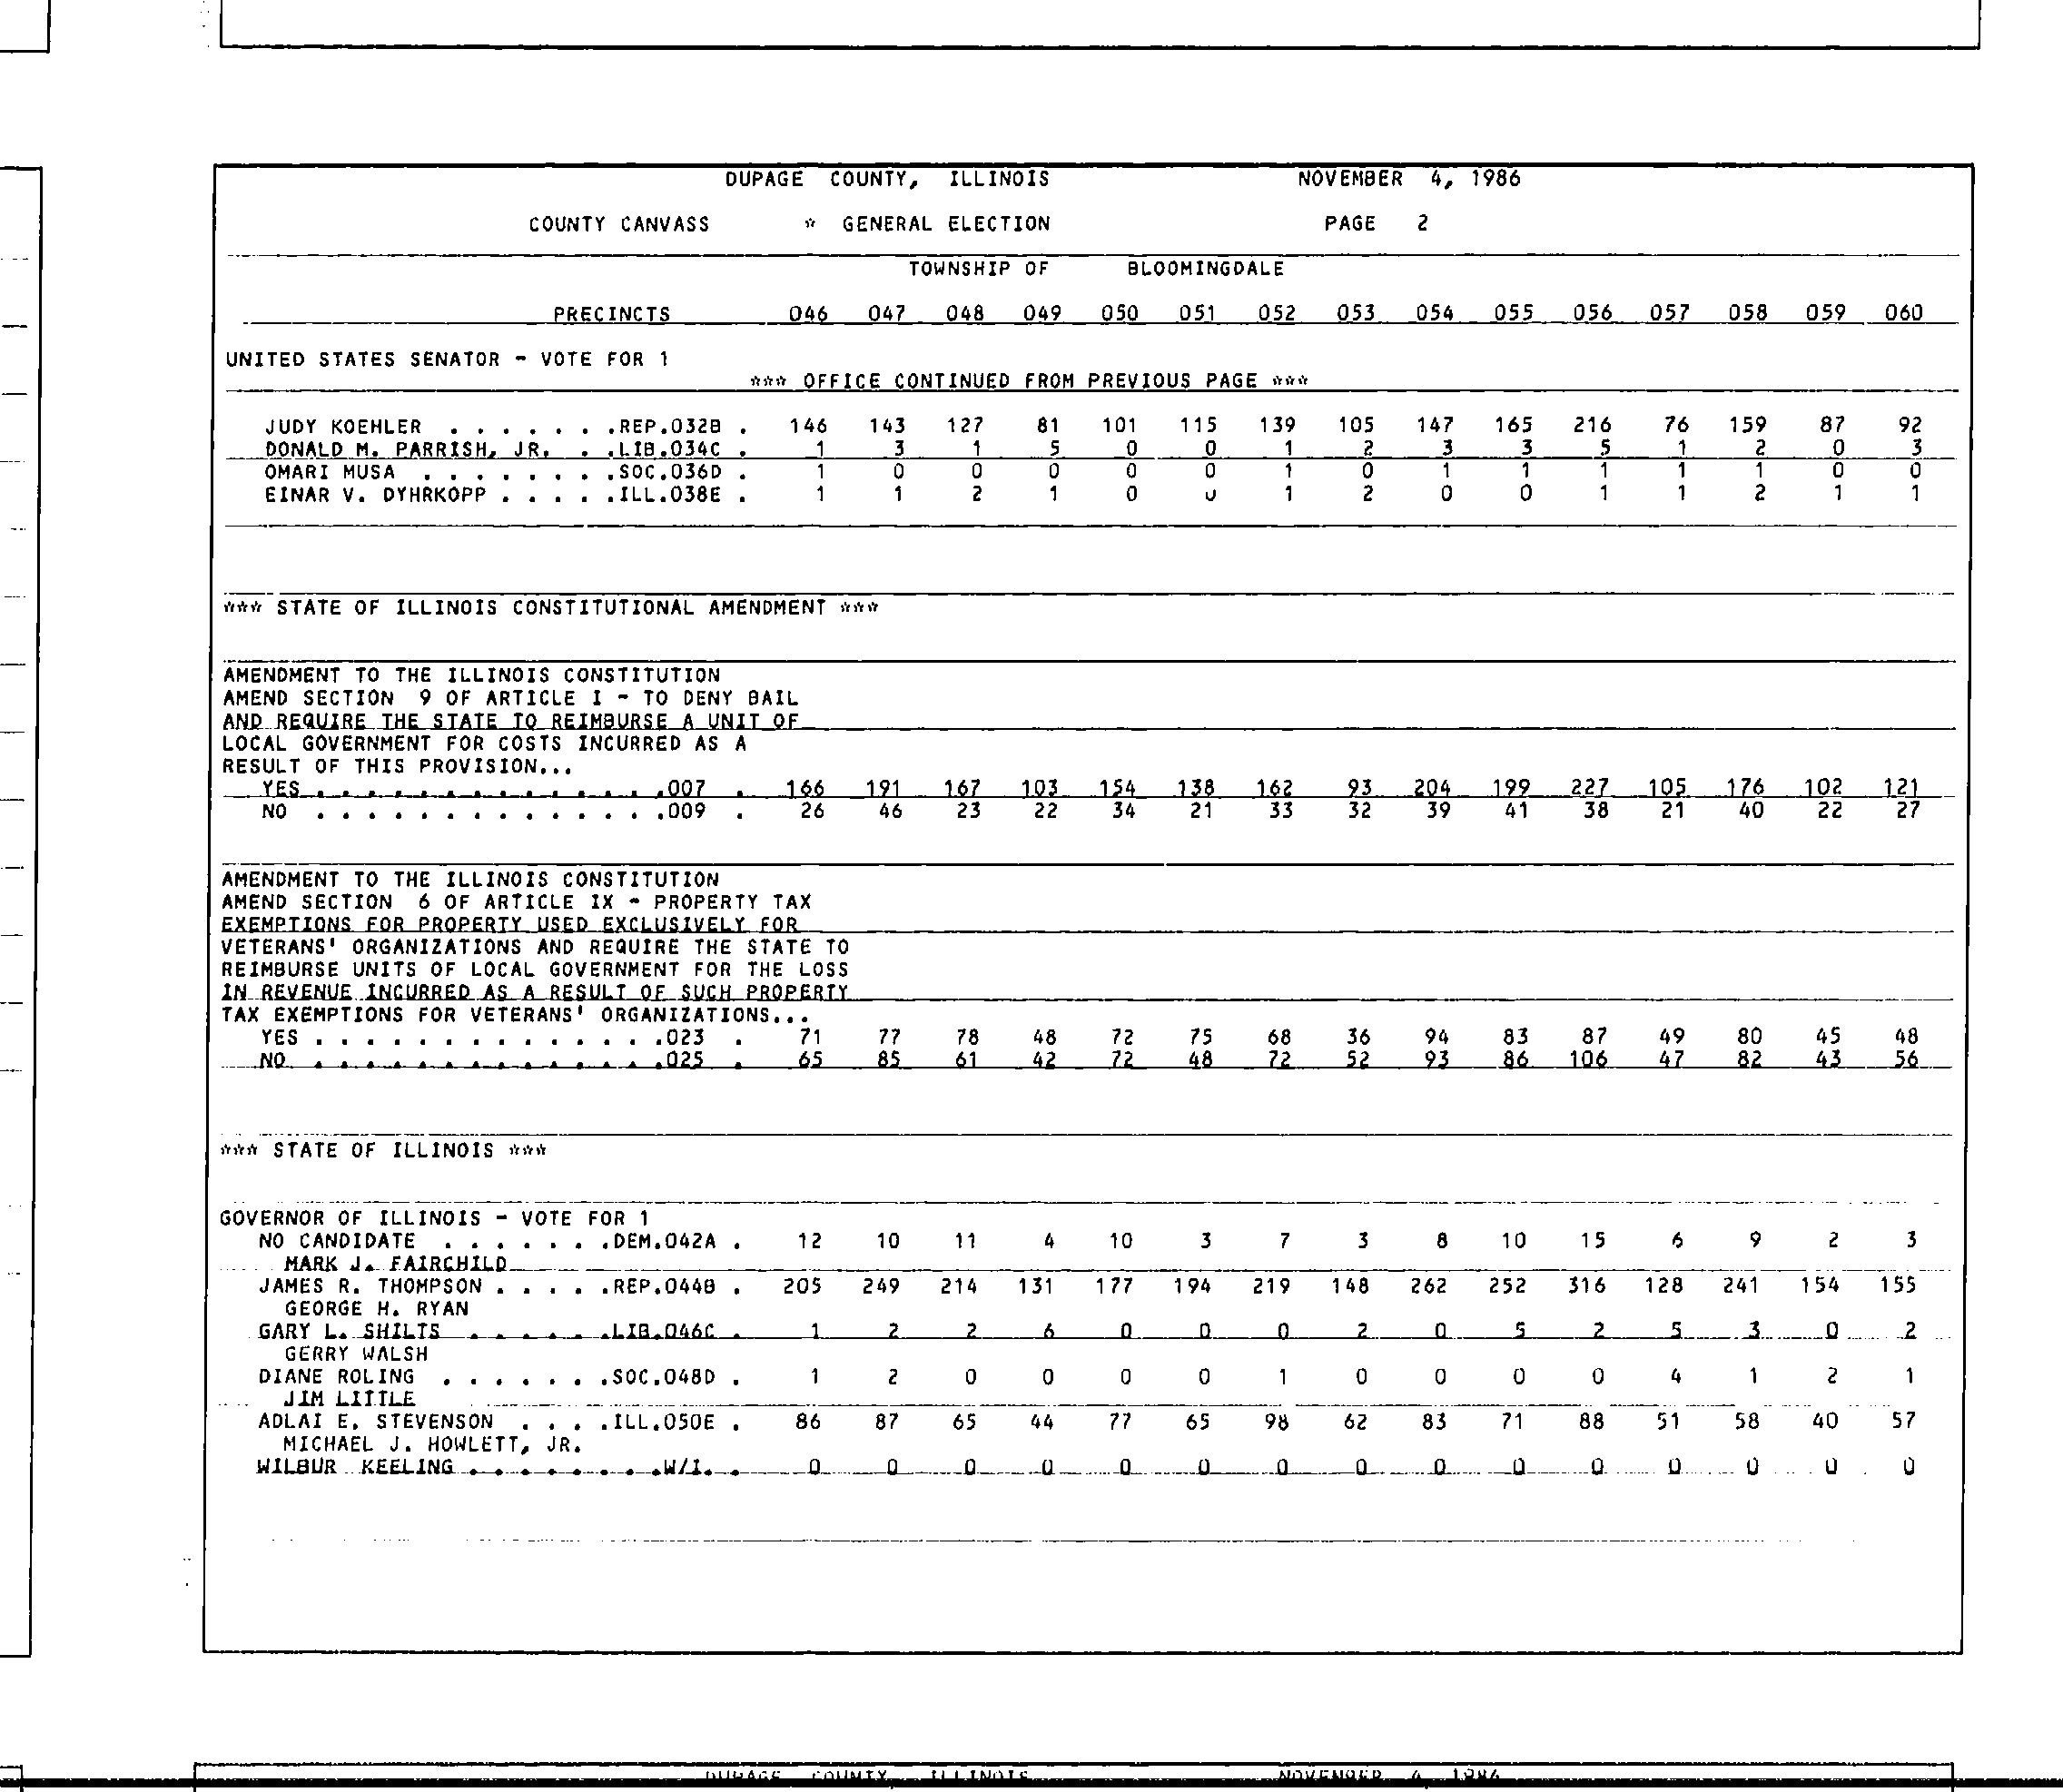 DUPAGE COUNTY, ILLINOIS NOVEMBER 4, 1986
COUNTY CANVASS * GENERAL ELECTION PAGE 2
TOWNSHIP OF BLOOMINGDALE
PRECINCTS 046 047 048 049 050 051 052 053 054 055 056 057 058 059 060
UNITED STATES SENATOR - VOTE FOR 1
*** OFFICE CONTINUED FROM PREVIOUS PAGE ***
JUDY KOEHLER . . . . . . .REP.032B . 146 143 127 81 101 115 139 105 147 165 216 76 159 87 92
DONALD M. PARRISH, JR. . .LIB.034C . 1 3 1 5 0 0 1 2 3 3 5 1 2 0 3
OMARI MUSA . . . . . . . .SOC.036D . 1 0 0 0 0 0 1 0 1 1 1 1 1 0 0
EINAR V. DYHRKOPP . . . . .ILL.038E . 1 1 2 1 0 0 1 2 0 0 1 1 2 1 1
*** STATE OF ILLINOIS CONSTITUTIONAL AMENDMENT ***
AMENDMENT TO THE ILLINOIS CONSTITUTION
AMEND SECTION 9 OF ARTICLE I - TO DENY BAIL
AND REQUIRE THE STATE TO REIMBURSE A UNIT OF
LOCAL GOVERNMENT FOR COSTS INCURRED AS A
RESULT OF THIS PROVISION...
YES . . . . . . . . . . . . . .007 . 166 191 167 103 154 138 162 93 204 199 227 105 176 102 121
NO . . . . . . . . . . . . . .009 . 26 46 23 22 34 21 33 32 39 41 38 21 40 22 27
AMENDMENT TO THE ILLINOIS CONSTITUTION
AMEND SECTION 6 OF ARTICLE IX - PROPERTY TAX
EXEMPTIONS FOR PROPERTY USED EXCLUSIVELY FOR
VETERANS' ORGANIZATIONS AND REQUIRE THE STATE TO
REIMBURSE UNITS OF LOCAL GOVERNMENT FOR THE LOSS
IN REVENUE INCURRED AS A RESULT OF SUCH PROPERTY
TAX EXEMPTIONS FOR VETERANS' ORGANIZATIONS...
YES . . . . . . . . . . . . . .023 . 71 77 78 48 72 75 68 36 94 83 87 49 80 45 48
NO . . . . . . . . . . . . . .025 . 65 85 61 42 72 48 72 52 93 86 106 47 82 43 56
*** STATE OF ILLINOIS ***
GOVERNOR OF ILLINOIS - VOTE FOR 1
NO CANDIDATE . . . . . . .DEM.042A . 12 10 11 4 10 3 7 3 8 10 15 6 9 2 3
MARK J. FAIRCHILD
JAMES R. THOMPSON . . . . .REP.044B . 205 249 214 131 177 194 219 148 262 252 316 128 241 154 155
GEORGE H. RYAN
GARY L. SHILTS . . . . . .LIB.046C . 1 2 2 6 0 0 0 2 0 5 2 5 3 0 2
GERRY WALSH
DIANE ROLING . . . . . . .SOC.048D . 1 2 0 0 0 0 1 0 0 0 0 4 1 2 1
JIM LITTLE
ADLAI E. STEVENSON . . . .ILL.050E . 86 87 65 44 77 65 98 62 83 71 88 51 58 40 57
MICHAEL J. HOWLETT, JR.
WILBUR KEELING . . . . . . . .W/I. . 0 0 0 0 0 0 0 0 0 0 0 0 0 0 0
DUPAGE COUNTY, ILLINOIS NOVEMBER 4, 1986